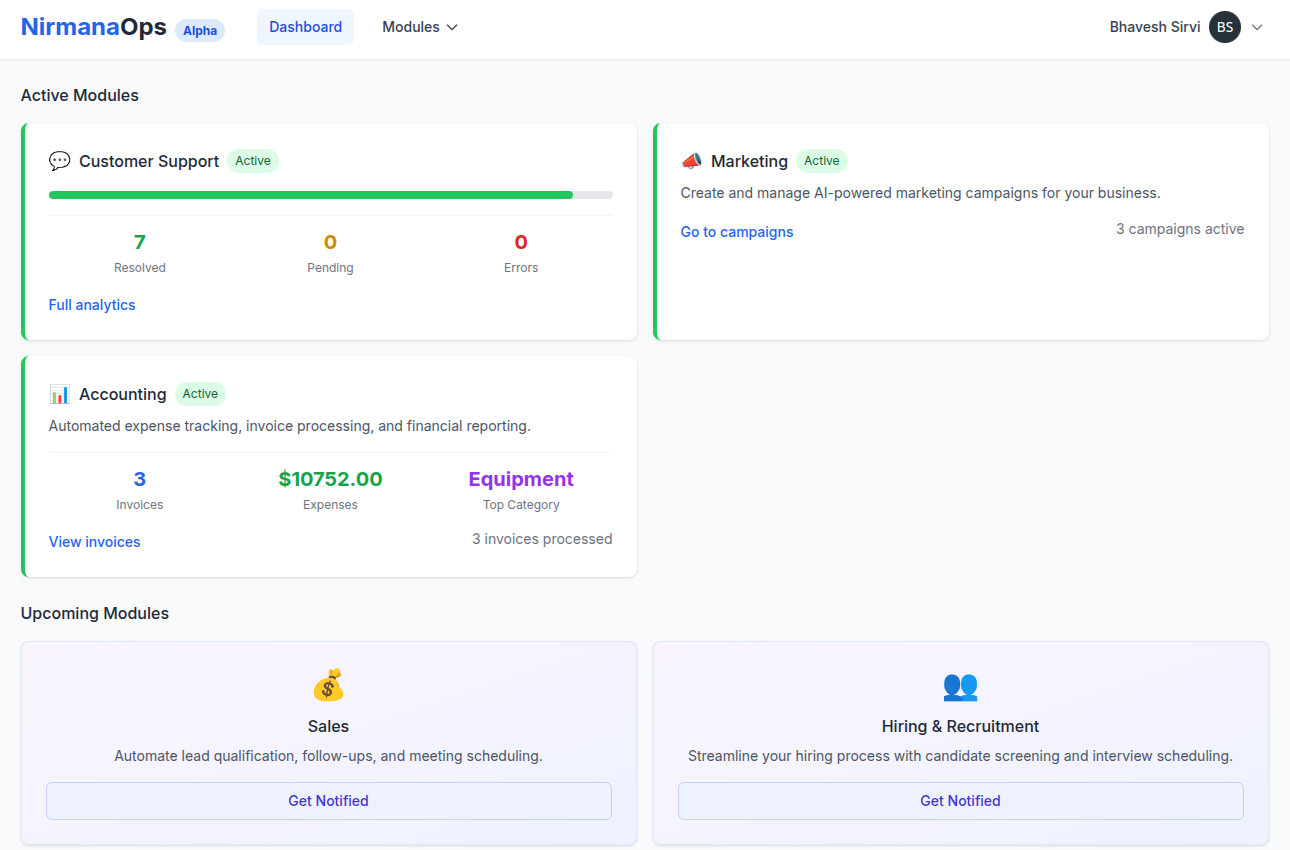 NirmanaOps Alpha Dashboard Modules Bhavesh Sirvi BS
Active Modules
Customer Support Active
7 0 0
Resolved Pending Errors
Full analytics
Marketing Active
Create and manage AI-powered marketing campaigns for your business.
Go to campaigns 3 campaigns active
Accounting Active
Automated expense tracking, invoice processing, and financial reporting.
3 $10752.00 Equipment
Invoices Expenses Top Category
View invoices 3 invoices processed
Upcoming Modules
Sales
Automate lead qualification, follow-ups, and meeting scheduling.
Get Notified
Hiring & Recruitment
Streamline your hiring process with candidate screening and interview scheduling.
Get Notified